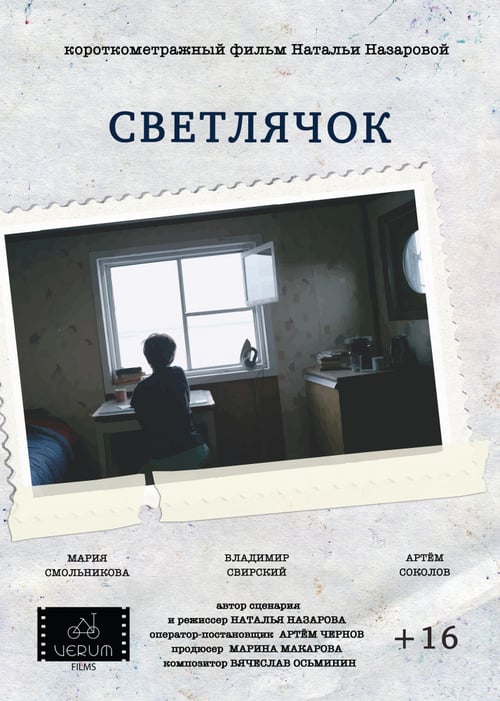 короткометражный фильм Натальи Назаровой
СВЕТЛЯЧОК
МАРИЯ
СМОЛЬНИКОВА
ВЛАДИМИР
СВИРСКИЙ
АРТЁМ
СОКОЛОВ
VERUM
FILMS
автор сценария
и режиссер НАТАЛЬЯ НАЗАРОВА
оператор-постановщик АРТЁМ ЧЕРНОВ
продюсер МАРИНА МАКАРОВА
композитор ВЯЧЕСЛАВ ОСЬМИНИН
+16